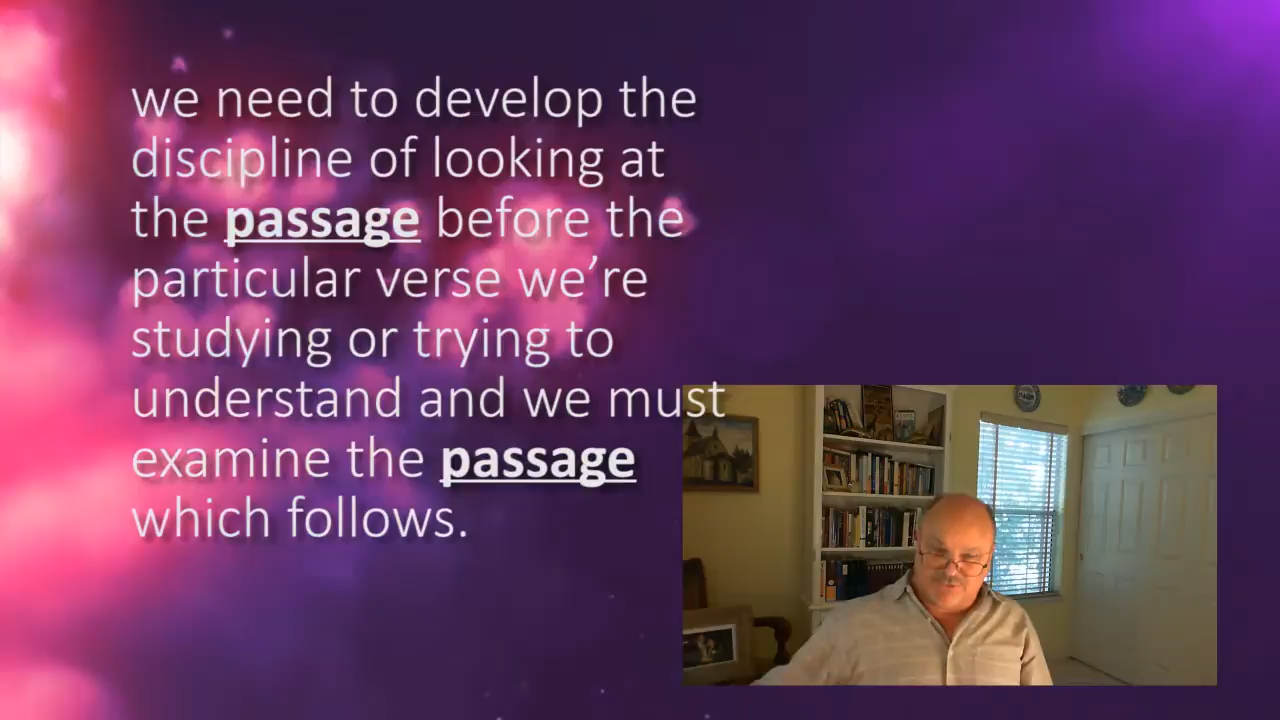 we need to develop the
discipline of looking at
the passage before the
particular verse we’re
studying or trying to
understand and we must
examine the passage
which follows.